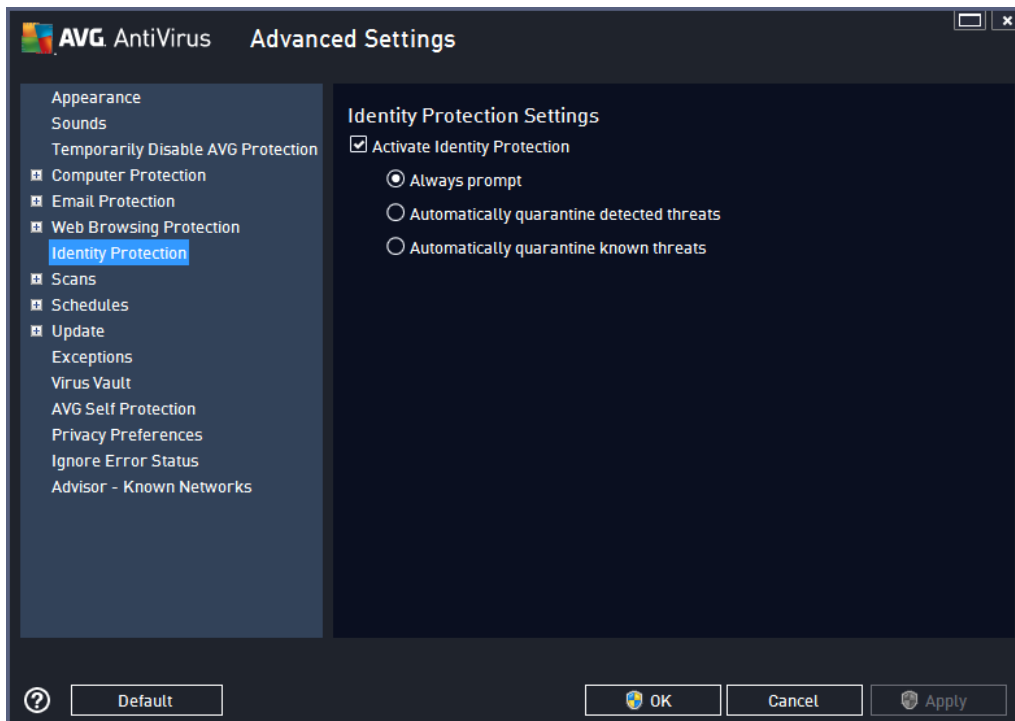 AVG AntiVirus Advanced Settings
Appearance
Sounds
Temporarily Disable AVG Protection
Computer Protection
Email Protection
Web Browsing Protection
Identity Protection
Scans
Schedules
Update
Exceptions
Virus Vault
AVG Self Protection
Privacy Preferences
Ignore Error Status
Advisor - Known Networks
Identity Protection Settings
Activate Identity Protection
Always prompt
Automatically quarantine detected threats
Automatically quarantine known threats
? Default OK Cancel Apply